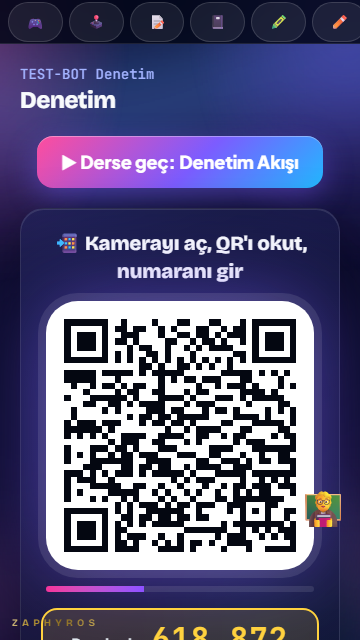 TEST-BOT Denetim
Denetim
▶ Derse geç: Denetim Akışı
📲 Kamerayı aç, QR'ı okut,
numaranı gir
ZAPHYROS
618 872